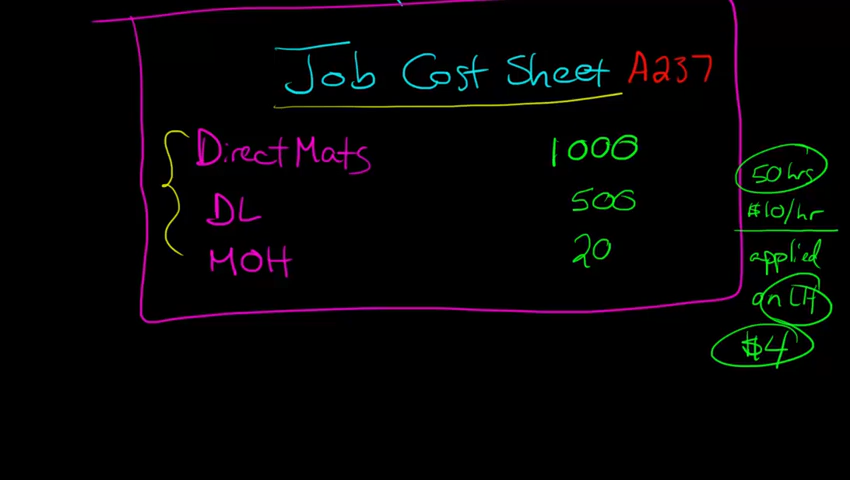 Job Cost Sheet A237
Direct Mats 1000
DL 500
MOH 20
50 hrs
$10/hr
applied
on LH
$4